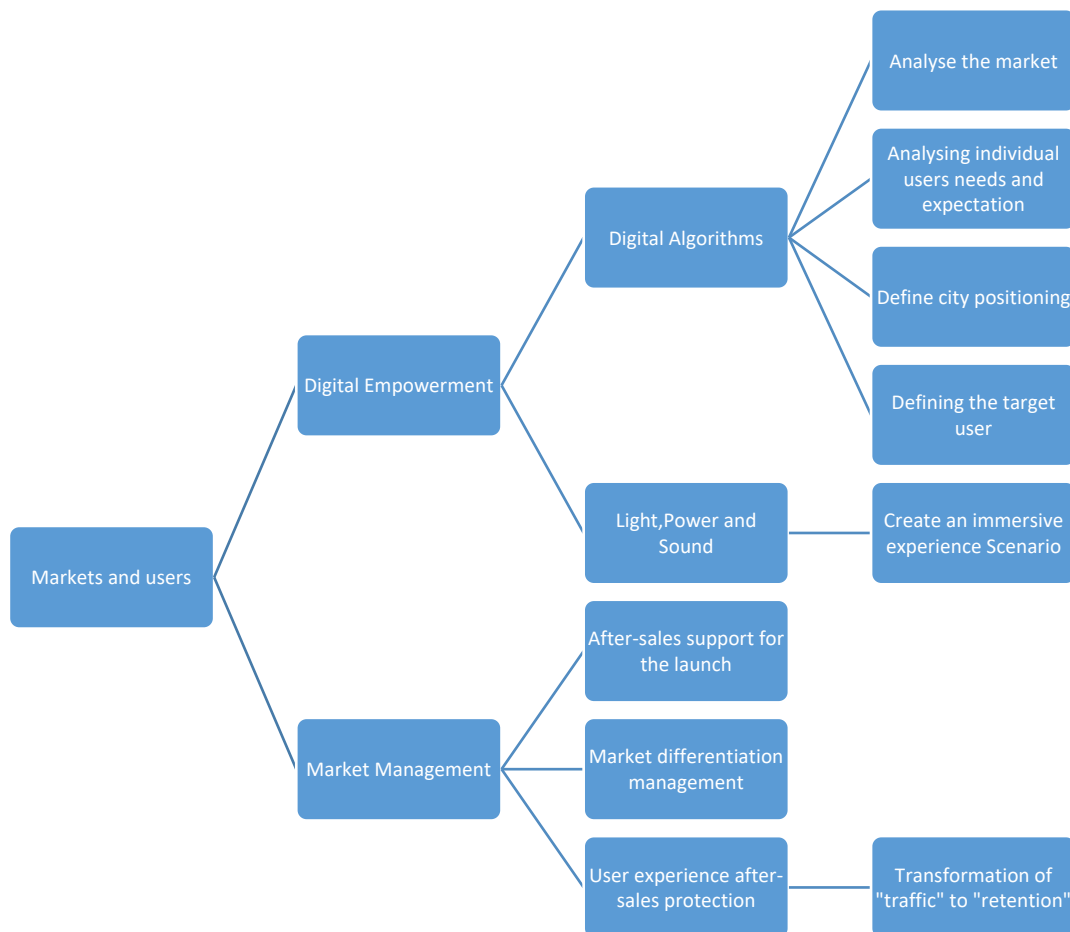 Markets and users
Digital Empowerment
Digital Algorithms
Analyse the market
Analysing individual
users needs and
expectation
Define city positioning
Defining the target
user
Light,Power and
Sound
Create an immersive
experience Scenario
Market Management
After-sales support for
the launch
Market differentiation
management
User experience after-
sales protection
Transformation of
"traffic" to "retention"